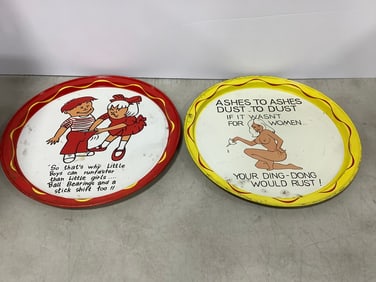 "So that's why Little
Boys can run faster
than Little girls....
Ball Bearings and a
stick shift too !!
ASHES TO ASHES
DUST TO DUST
IF IT WASN'T
FOR WOMEN..
YOUR DING-DONG
WOULD RUST !